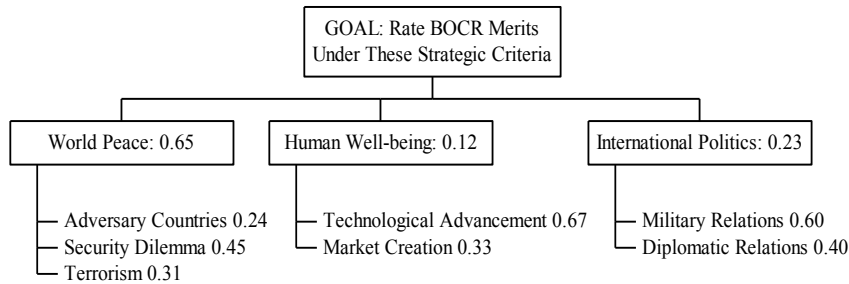 GOAL: Rate BOCR Merits
Under These Strategic Criteria
World Peace: 0.65
Human Well-being: 0.12
International Politics: 0.23
Adversary Countries 0.24
Security Dilemma 0.45
Terrorism 0.31
Technological Advancement 0.67
Market Creation 0.33
Military Relations 0.60
Diplomatic Relations 0.40